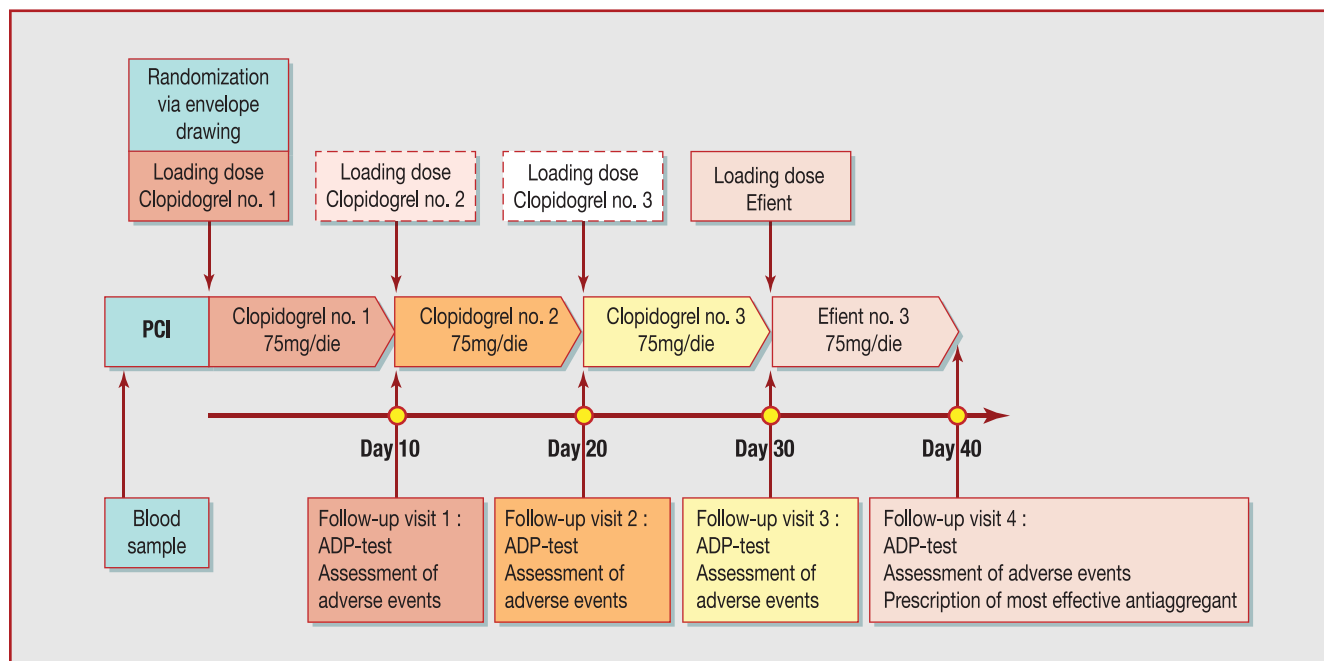 Randomization
via envelope
drawing
Loading dose
Clopidogrel no. 1
Loading dose
Clopidogrel no. 2
Loading dose
Clopidogrel no. 3
Loading dose
Efient
PCI
Clopidogrel no. 1
75mg/die
Clopidogrel no. 2
75mg/die
Clopidogrel no. 3
75mg/die
Efient no. 3
75mg/die
Day 10
Day 20
Day 30
Day 40
Blood
sample
Follow-up visit 1 :
ADP-test
Assessment of
adverse events
Follow-up visit 2 :
ADP-test
Assessment of
adverse events
Follow-up visit 3 :
ADP-test
Assessment of
adverse events
Follow-up visit 4 :
ADP-test
Assessment of adverse events
Prescription of most effective antiaggregant